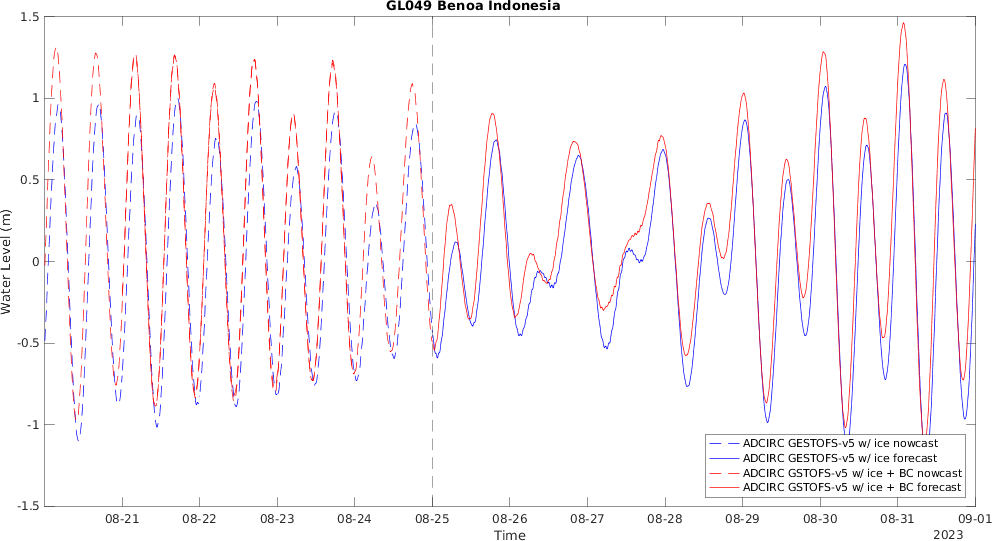 GL049 Benoa Indonesia
1.5
1
0.5
0
-0.5
-1
-1.5
Water Level (m)
ADCIRC GESTOFS-v5 w/ ice nowcast
ADCIRC GESTOFS-v5 w/ ice forecast
ADCIRC GSTOFS-v5 w/ ice + BC nowcast
ADCIRC GSTOFS-v5 w/ ice + BC forecast
08-21 08-22 08-23 08-24 08-25 08-26 08-27 08-28 08-29 08-30 08-31 09-01
Time
2023